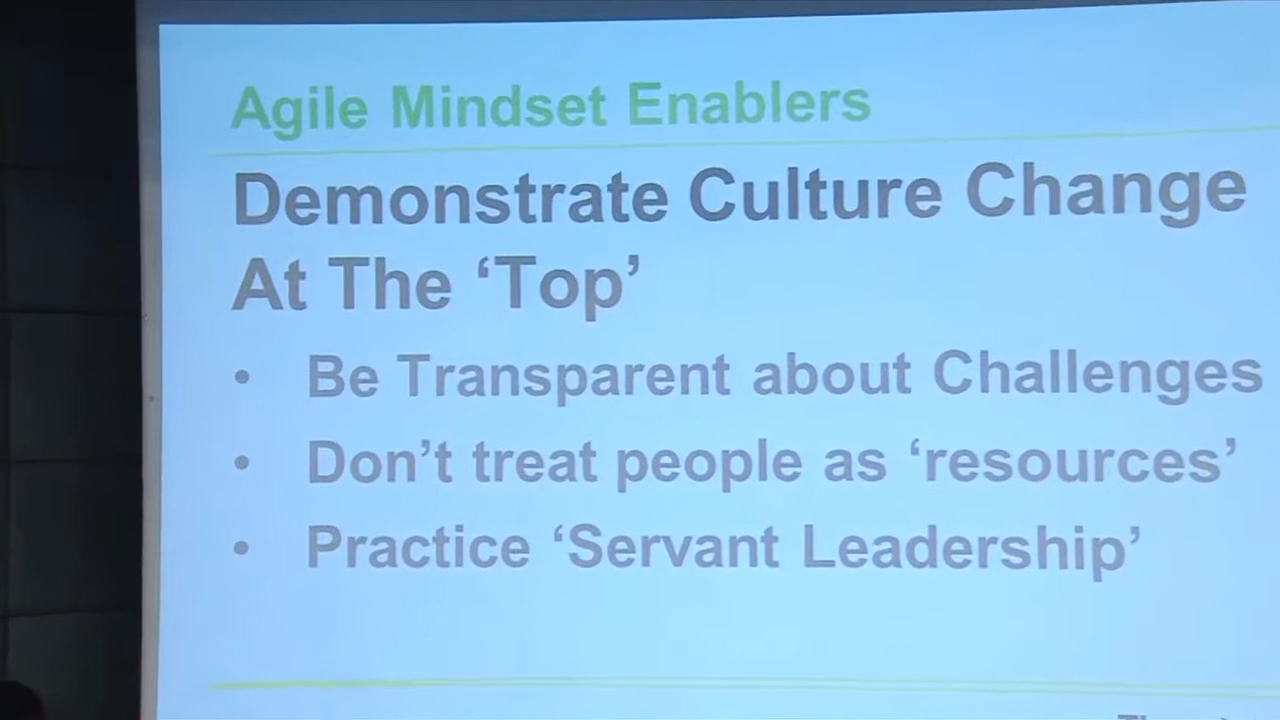 Agile Mindset Enablers
Demonstrate Culture Change
At The ‘Top’
• Be Transparent about Challenges
• Don’t treat people as ‘resources’
• Practice ‘Servant Leadership’